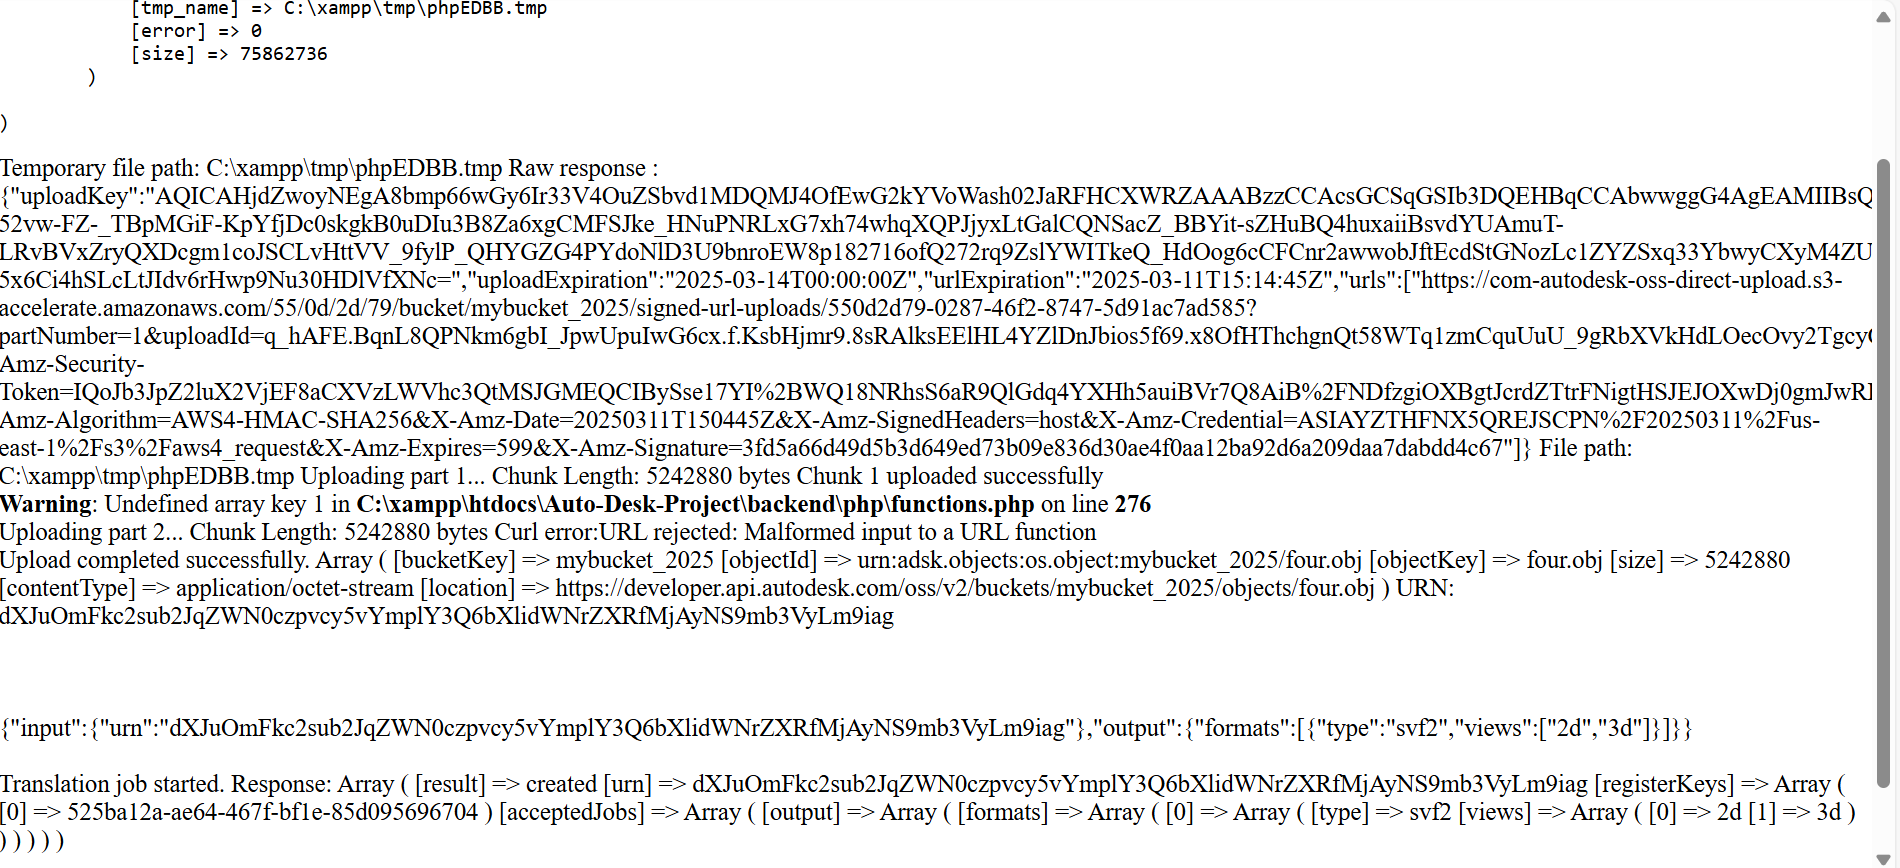 [tmp_name] => C:\xampp\tmp\phpEDBB.tmp
[error] => 0
[size] => 75862736
)
)
Temporary file path: C:\xampp\tmp\phpEDBB.tmp Raw response :
{"uploadKey":"AQICAHjdZwoyNEgA8bmp66wGy6Ir33V4OuZSbvd1MDQMJ4OfEwG2kYVoWash02JaRFHCXWRZAAABzzCCAcsGCSqGSIb3DQEHBqCCAbwwggG4AgEAMIIBsQ
52vw-FZ-_TBpMGiF-KpYfjDc0skgkB0uDIu3B8Za6xgCMFSJke_HNuPNRLxG7xh74whqXQPJjyxLtGalCQNSacZ_BBYit-sZHuBQ4huxaiiBsvdYUAmuT-
LRvBVxZryQXDcgm1coJSCLvHttVV_9fylP_QHYGZG4PYdoNlD3U9bnroEW8p182716ofQ272rq9ZslYWITkeQ_HdOog6cCFCnr2awwobJftEcdStGNozLc1ZYZSxq33YbwyCXyM4ZU
5x6Ci4hSLcLtJIdv6rHwp9Nu30HDlVfXNc=","uploadExpiration":"2025-03-14T00:00:00Z","urlExpiration":"2025-03-11T15:14:45Z","urls":["https://com-autodesk-oss-direct-upload.s3-
accelerate.amazonaws.com/55/0d/2d/79/bucket/mybucket_2025/signed-url-uploads/550d2d79-0287-46f2-8747-5d91ac7ad585?
partNumber=1&uploadId=q_hAFE.BqnL8QPNkm6gbI_JpwUpuIwG6cx.f.KsbHjmr9.8sRAlksEElHL4YZlDnJbios5f69.x8OfHThchgnQt58WTq1zmCquUuU_9gRbXVkHdLOecOvy2Tgcy
Amz-Security-
Token=IQoJb3JpZ2luX2VjEF8aCXVzLWVhc3QtMSJGMEQCIBySse17YI%2BWQ18NRhsS6aR9QlGdq4YXHh5auiBVr7Q8AiB%2FNDfzgiOXBgtJcrdZTtrFNigtHSJEJOXwDj0gmJwR
Amz-Algorithm=AWS4-HMAC-SHA256&X-Amz-Date=20250311T150445Z&X-Amz-SignedHeaders=host&X-Amz-Credential=ASIAYZTHFNX5QREJSCPN%2F20250311%2Fus-
east-1%2Fs3%2Faws4_request&X-Amz-Expires=599&X-Amz-Signature=3fd5a66d49d5b3d649ed73b09e836d30ae4f0aa12ba92d6a209daa7dabdd4c67"]} File path:
C:\xampp\tmp\phpEDBB.tmp Uploading part 1... Chunk Length: 5242880 bytes Chunk 1 uploaded successfully
Warning: Undefined array key 1 in C:\xampp\htdocs\Auto-Desk-Project\backend\php\functions.php on line 276
Uploading part 2... Chunk Length: 5242880 bytes Curl error:URL rejected: Malformed input to a URL function
Upload completed successfully. Array ( [bucketKey] => mybucket_2025 [objectId] => urn:adsk.objects:os.object:mybucket_2025/four.obj [objectKey] => four.obj [size] => 5242880
[contentType] => application/octet-stream [location] => https://developer.api.autodesk.com/oss/v2/buckets/mybucket_2025/objects/four.obj ) URN:
dXJuOmFkc2sub2JqZWN0czpvcy5vYmplY3Q6bXlidWNrZXRfMjAyNS9mb3VyLm9iag
{"input":{"urn":"dXJuOmFkc2sub2JqZWN0czpvcy5vYmplY3Q6bXlidWNrZXRfMjAyNS9mb3VyLm9iag"},"output":{"formats":[{"type":"svf2","views":["2d","3d"]}]}}
Translation job started. Response: Array ( [result] => created [urn] => dXJuOmFkc2sub2JqZWN0czpvcy5vYmplY3Q6bXlidWNrZXRfMjAyNS9mb3VyLm9iag [registerKeys] => Array (
[0] => 525ba12a-ae64-467f-bf1e-85d095696704 ) [acceptedJobs] => Array ( [output] => Array ( [formats] => Array ( [0] => Array ( [type] => svf2 [views] => Array ( [0] => 2d [1] => 3d )
) ) ) ) )